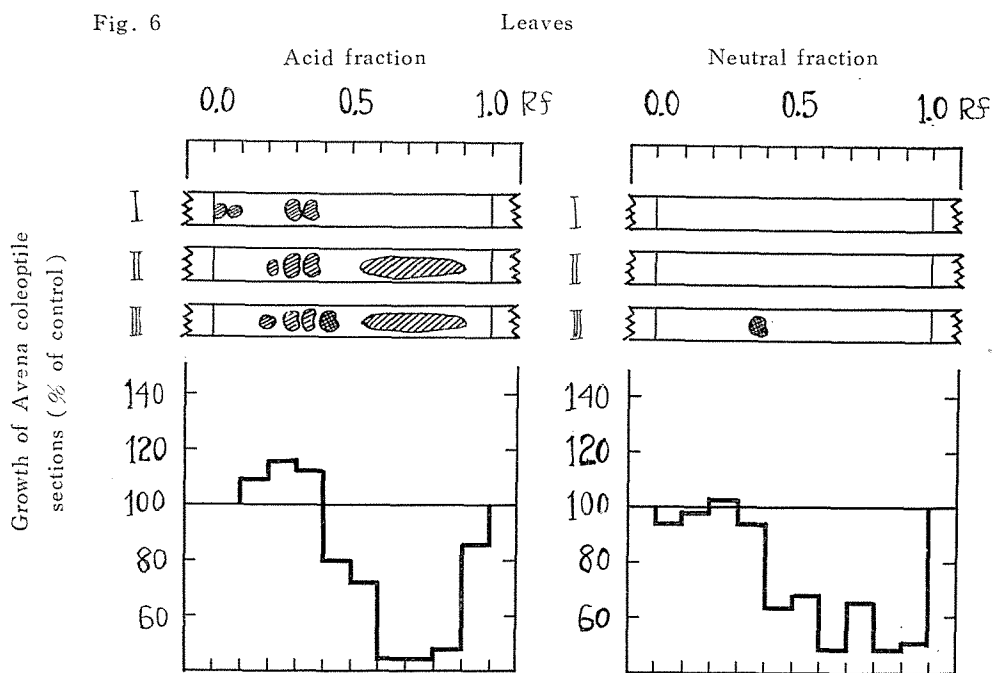 Fig. 6
Leaves
Acid fraction
0.0 0.5 1.0 Rf
I
II
III
Growth of Avena coleoptile
sections (% of control)
140
120
100
80
60
Neutral fraction
0.0 0.5 1.0 Rf
I
II
III
140
120
100
80
60